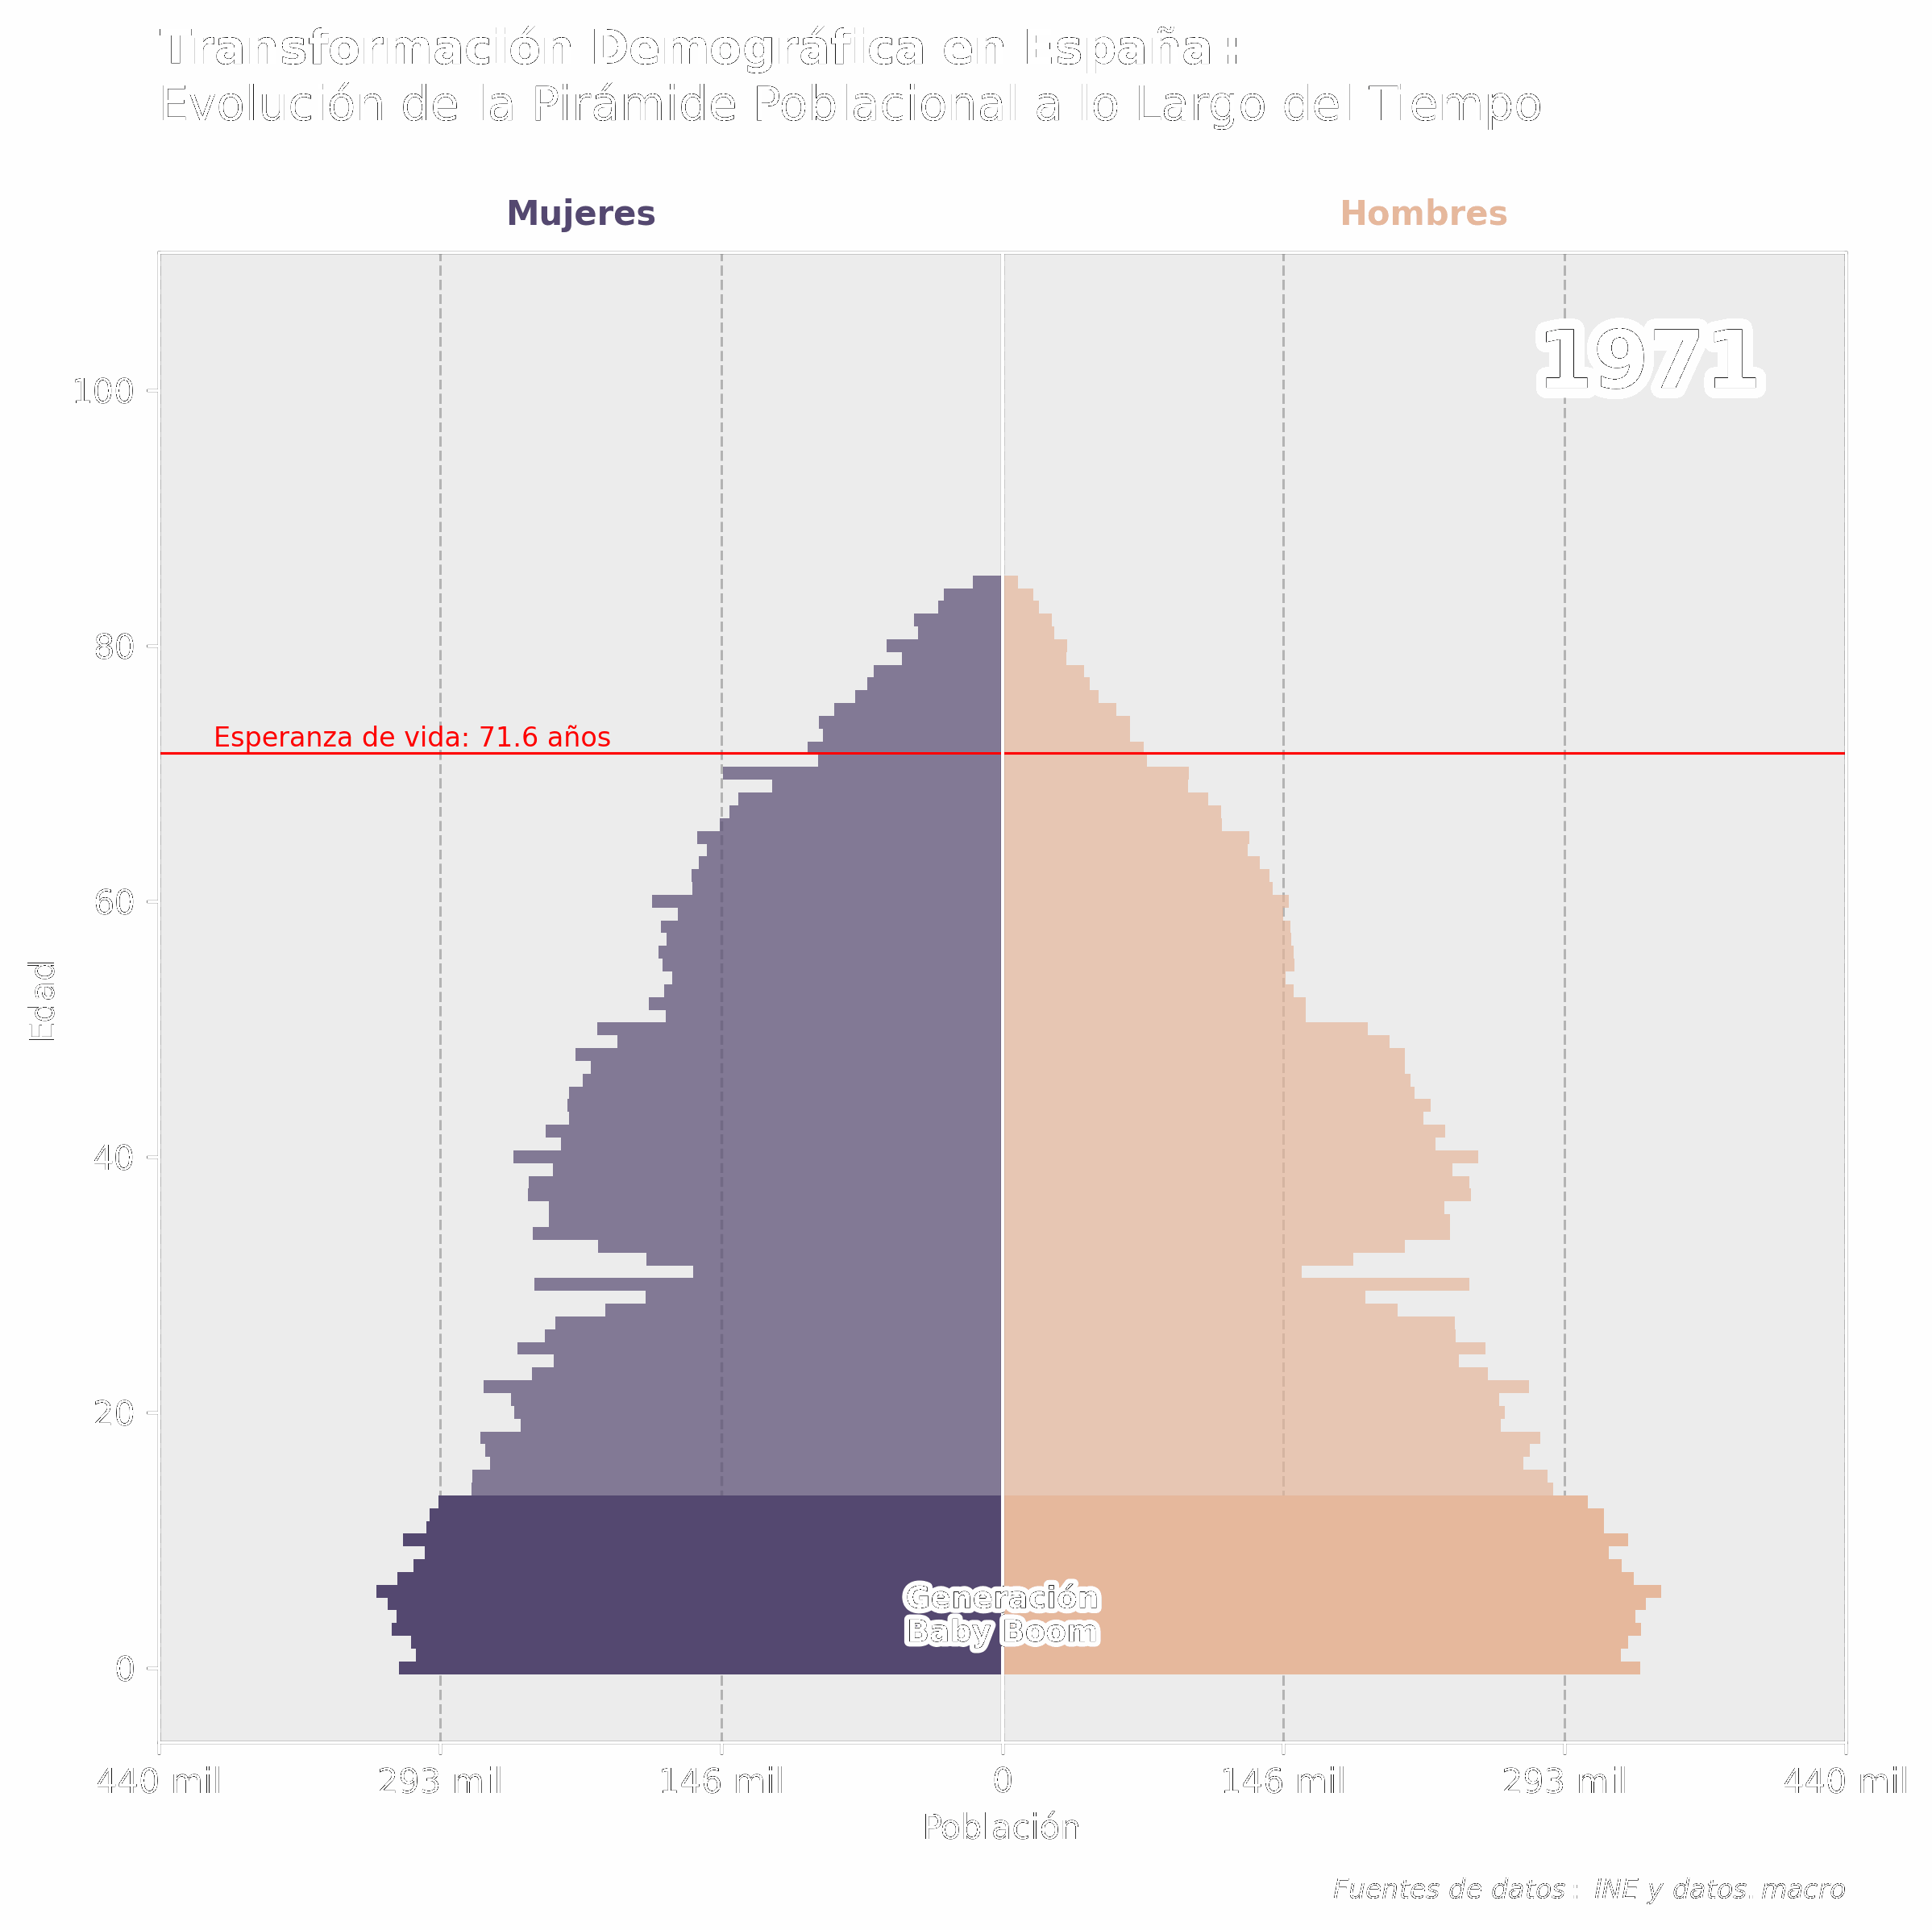 Transformación Demográfica en España:
Evolución de la Pirámide Poblacional a lo Largo del Tiempo
Mujeres
Hombres
1971
100
80
Esperanza de vida: 71.6 años
60
Edad
40
20
Generación
Baby Boom
0
440 mil
293 mil
146 mil
0
146 mil
293 mil
440 mil
Población
Fuentes de datos: INE y datos.macro